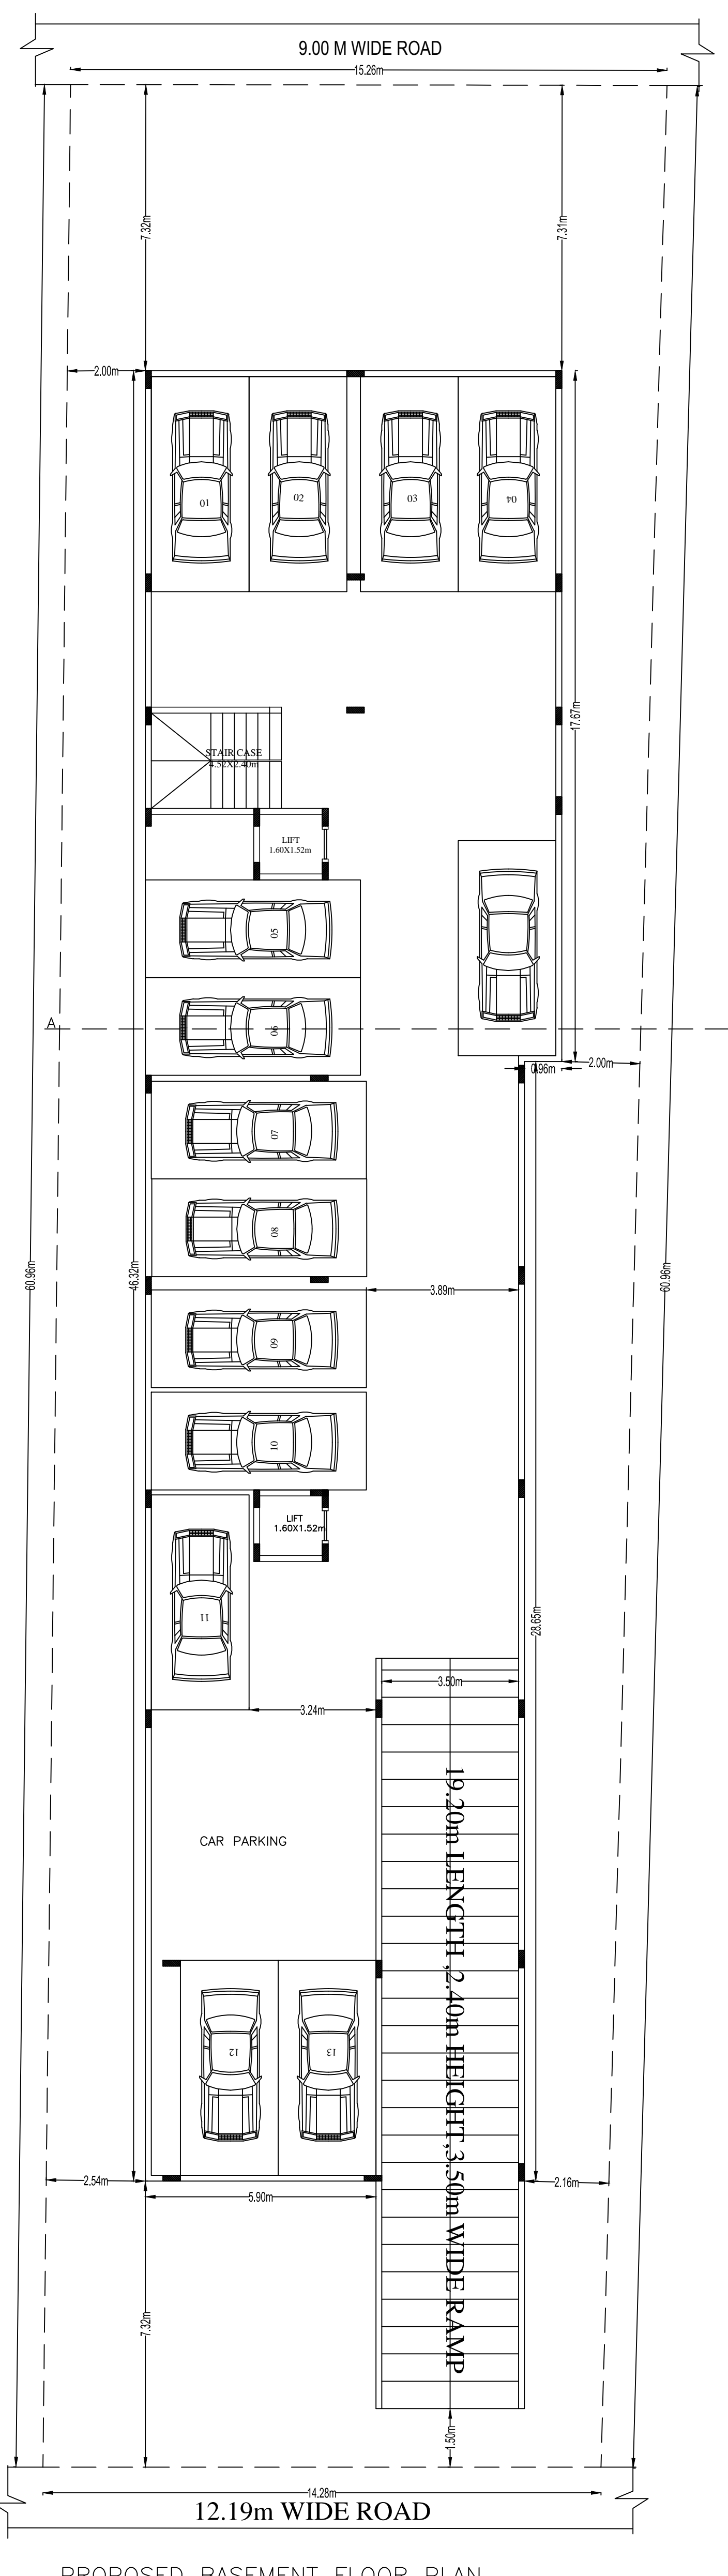 9.00 M WIDE ROAD
15.26m
7.32m
7.31m
2.00m
01
02
03
04
17.67m
STAIR CASE
4.52X2.40m
LIFT
1.60X1.52m
05
A
06
0.96m
2.00m
07
08
60.96m
46.32m
3.89m
60.96m
09
10
LIFT
1.60X1.52m
11
28.65m
3.50m
3.24m
19.20m LENGTH ,2.40m HEIGHT,3.50m WIDE RAMP
CAR PARKING
12
13
2.54m
2.16m
5.90m
7.32m
1.50m
14.28m
12.19m WIDE ROAD
PROPOSED BASEMENT FLOOR PLAN